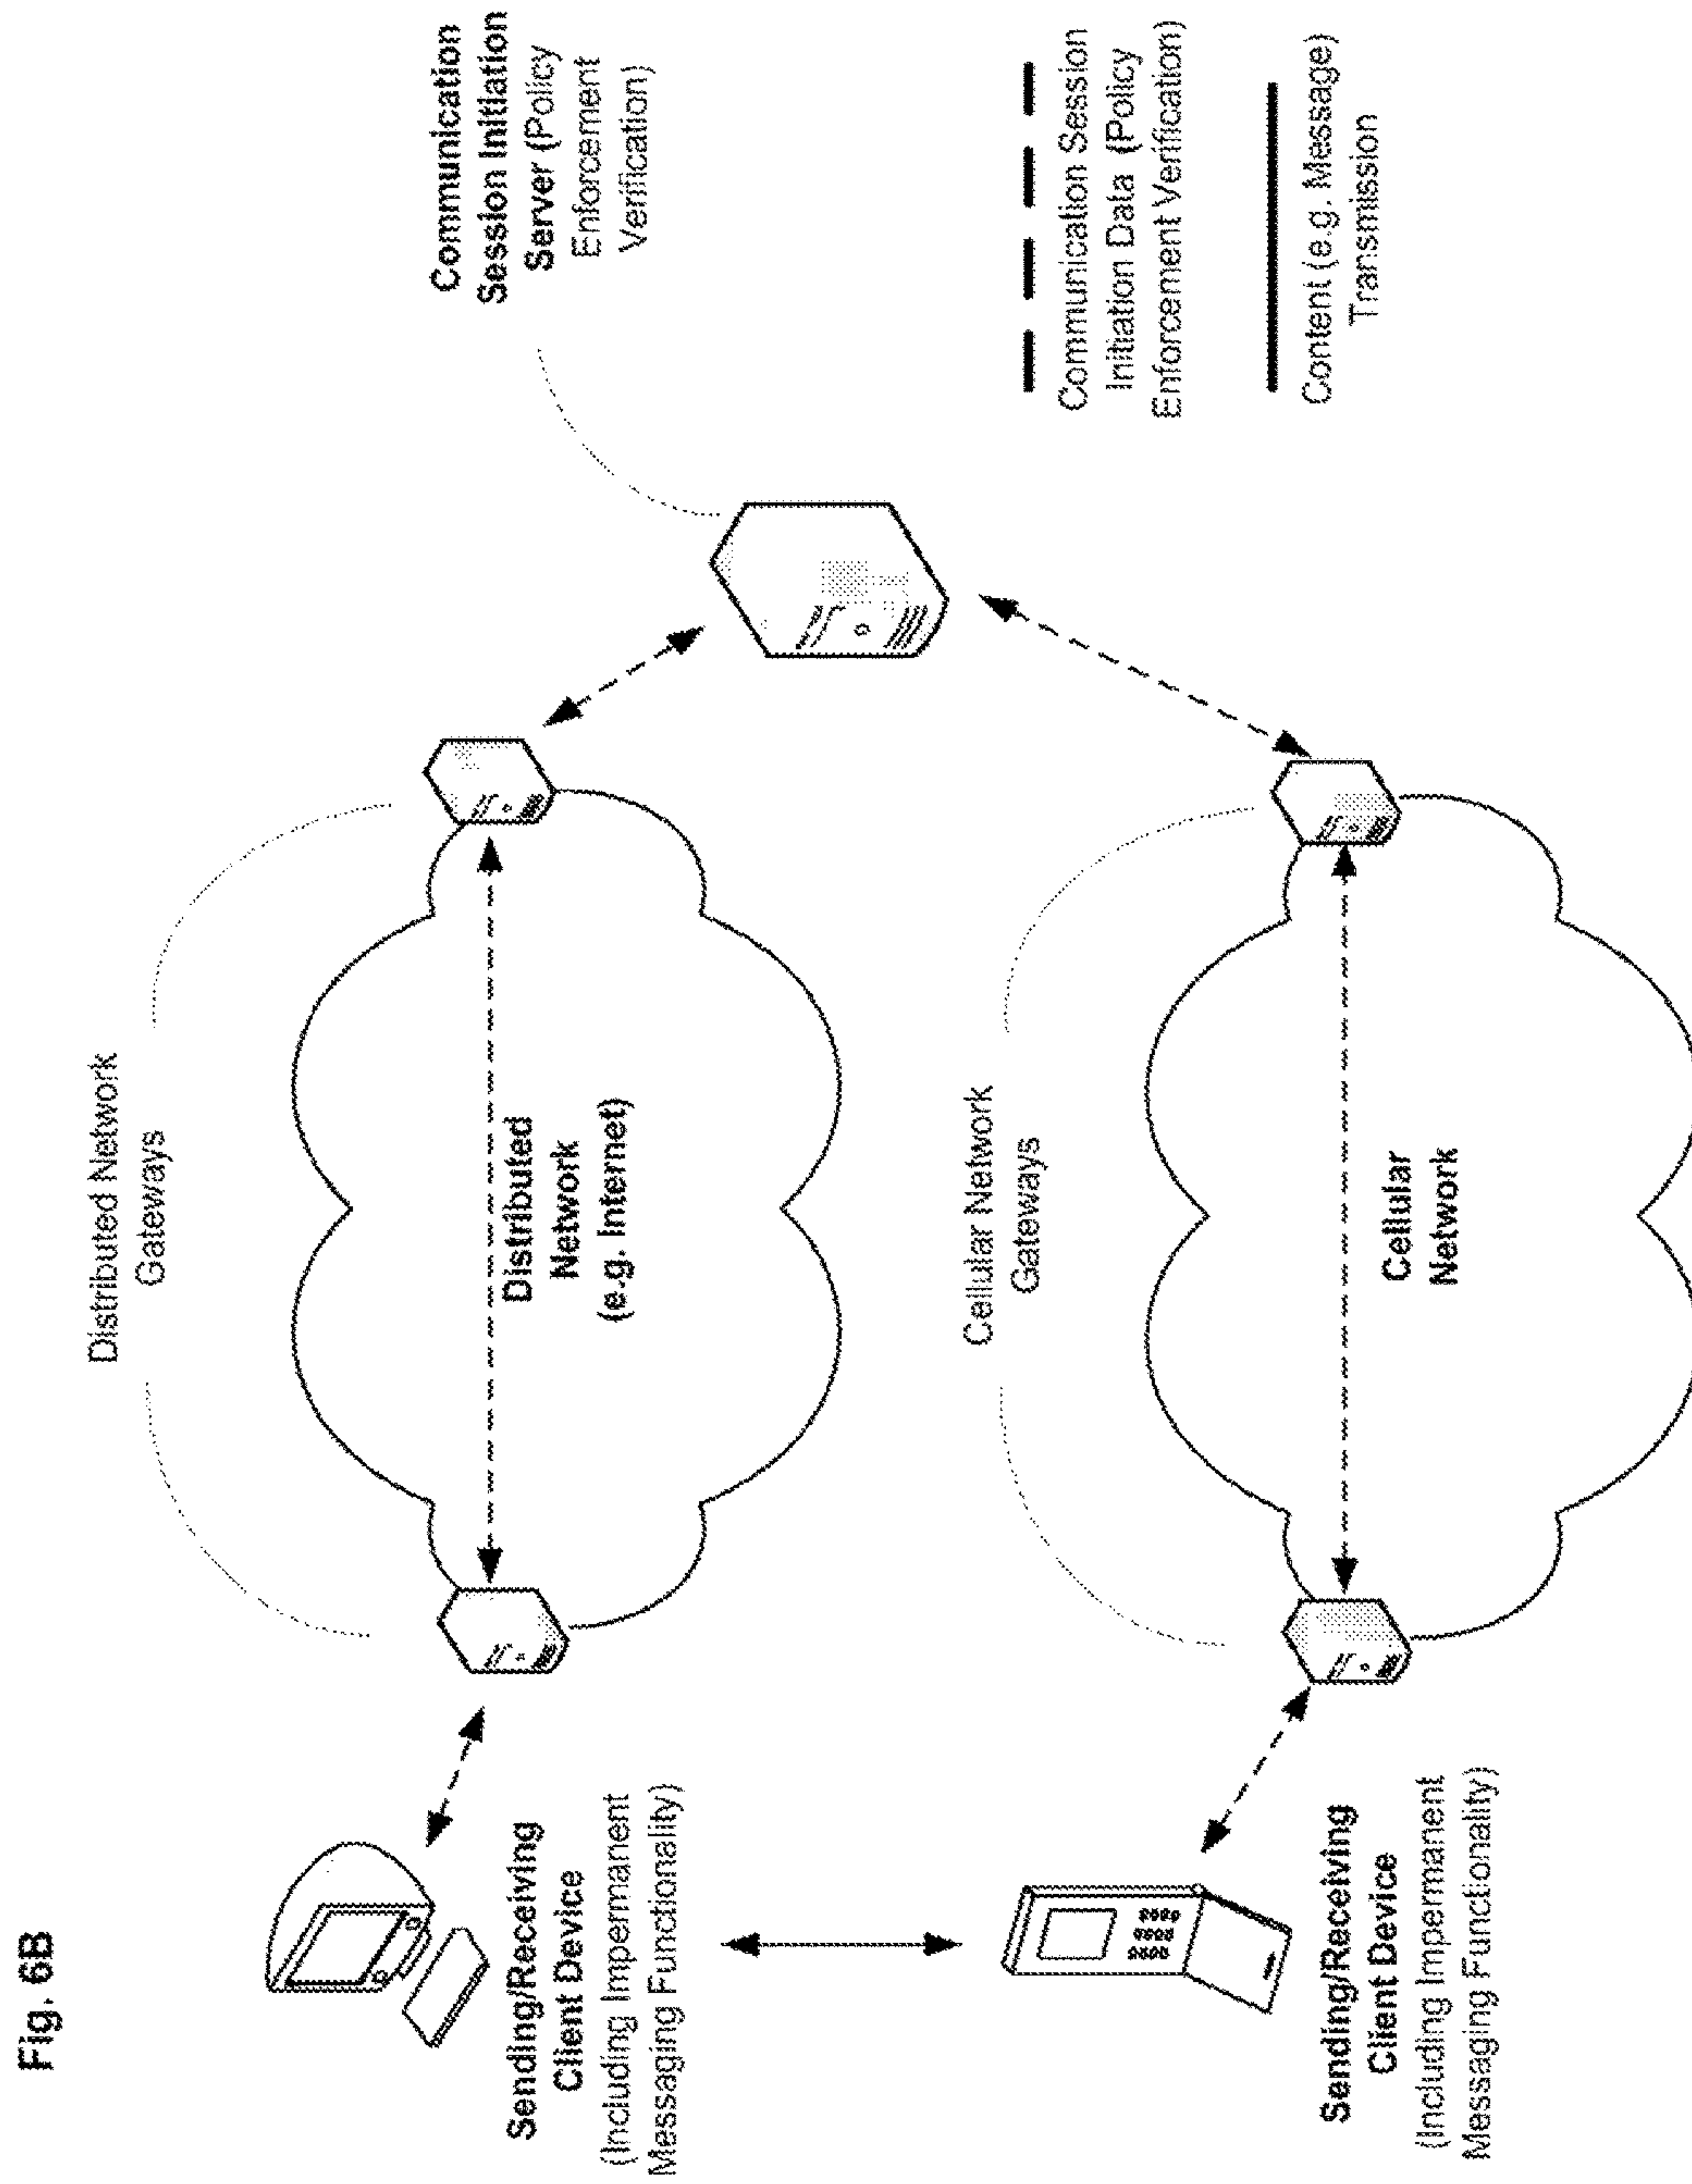 Fig. 6B
Distributed Network
Gateways
Communication
Session Initiation
Server (Policy
Enforcement
Verification)
Distributed
Network
(e.g. Internet)
Sending/Receiving
Client Device
(Including Impermanent
Messaging Functionality)
Cellular Network
Gateways
Communication Session
Initiation Data (Policy
Enforcement Verification)
Content (e.g. Message)
Transmission
Cellular
Network
Sending/Receiving
Client Device
(Including Impermanent
Messaging Functionality)